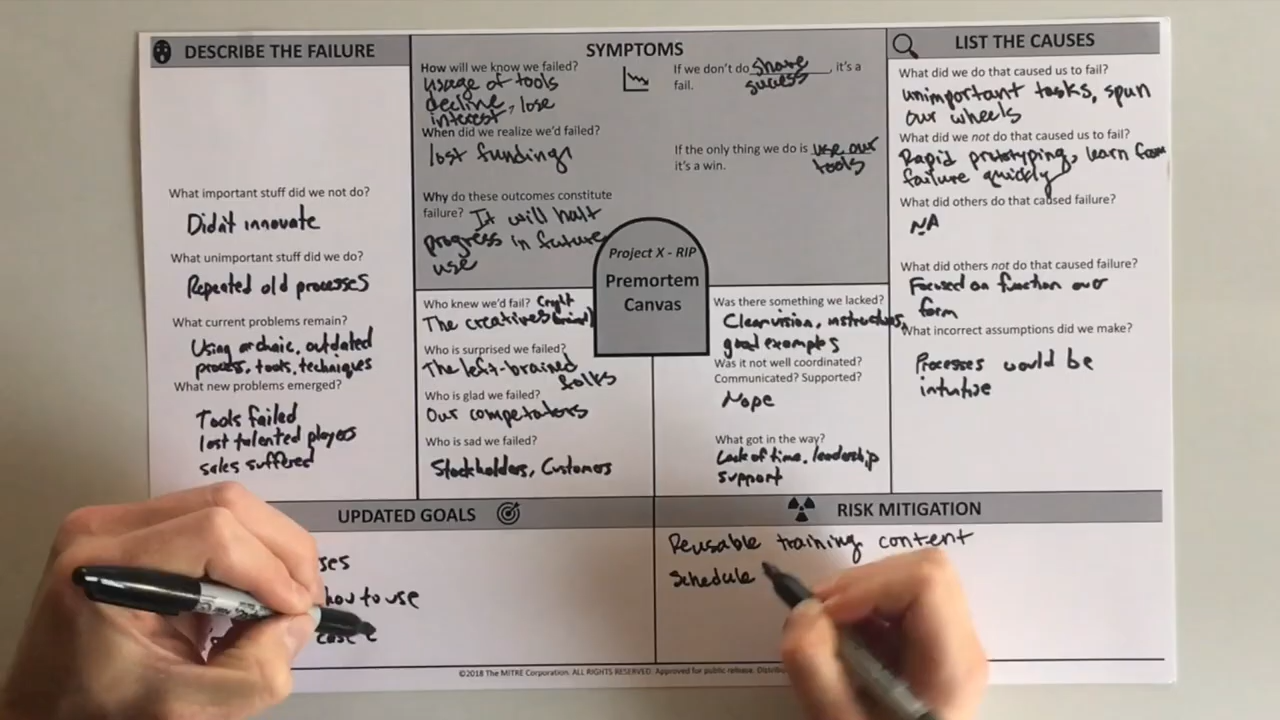 DESCRIBE THE FAILURE
What important stuff did we not do?
Didn't innovate
What unimportant stuff did we do?
Repeated old processes
What current problems remain?
Using archaic, outdated
process, tools, techniques
What new problems emerged?
Tools failed
lost talented players
sales suffered
SYMPTOMS
How will we know we failed?
usage of tools
decline, lose
interest
When did we realize we'd failed?
lost funding
Why do these outcomes constitute
failure? It will halt
progress in future
use
If we don't do share, it's a
fail. sucess
If the only thing we do is use our
it's a win. tools
Project X - RIP
Premortem
Canvas
Who knew we'd fail?
The creatives
Who is surprised we failed?
The left-brained
folks
Who is glad we failed?
Our competators
Who is sad we failed?
Stockholders, Customers
Was there something we lacked?
Clear vision, instructions,
good examples
Was it not well coordinated?
Communicated? Supported?
Nope
What got in the way?
Lack of time, leadership
support
LIST THE CAUSES
What did we do that caused us to fail?
unimportant tasks, spun
our wheels
What did we not do that caused us to fail?
Rapid prototyping, learn from
failure quickly
What did others do that caused failure?
NA
What did others not do that caused failure?
Focused on function over
form
What incorrect assumptions did we make?
Processes would be
intuitive
UPDATED GOALS
ses
how to use
case
RISK MITIGATION
Reusable training content
Schedule
©2018 The MITRE Corporation. ALL RIGHTS RESERVED. Approved for public release.